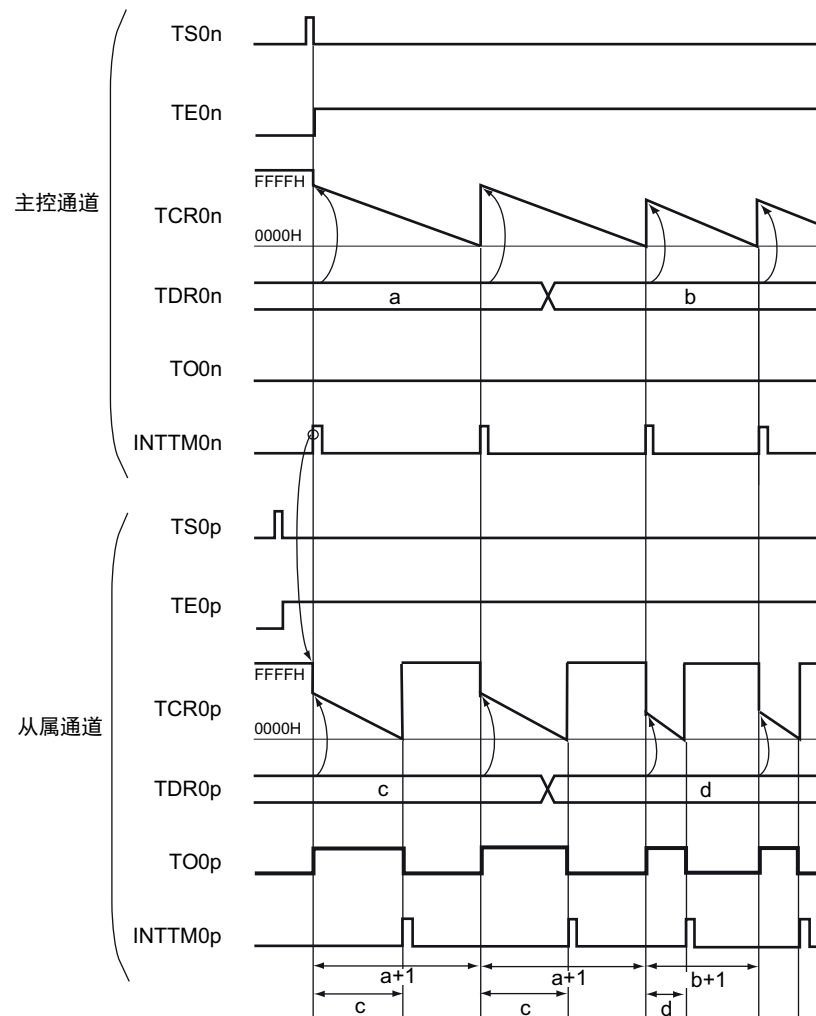 TS0n
TE0n
FFFFH
主控通道
TCR0n
0000H
TDR0n
a
b
TO0n
INTTM0n
TS0p
TE0p
FFFFH
从属通道
TCR0p
0000H
TDR0p
c
d
TO0p
INTTM0p
a+1
a+1
b+1
c
c
d